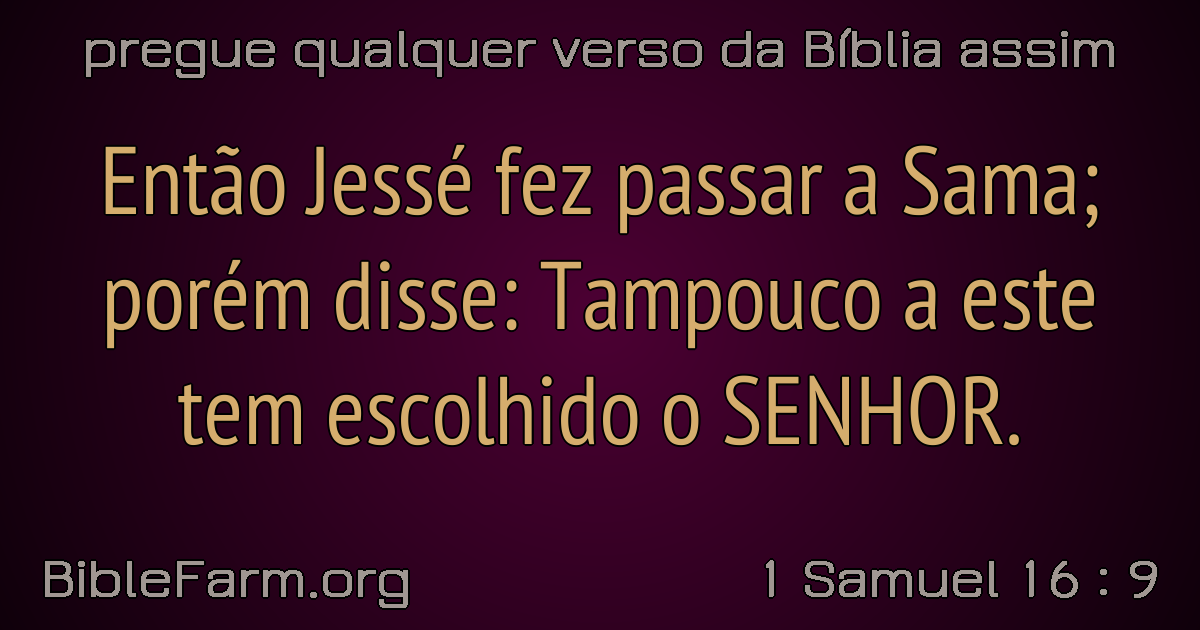 pregue qualquer verso da Bíblia assim
Então Jessé fez passar a Sama;
porém disse: Tampouco a este
tem escolhido o SENHOR.
BibleFarm.org
1 Samuel 16 : 9